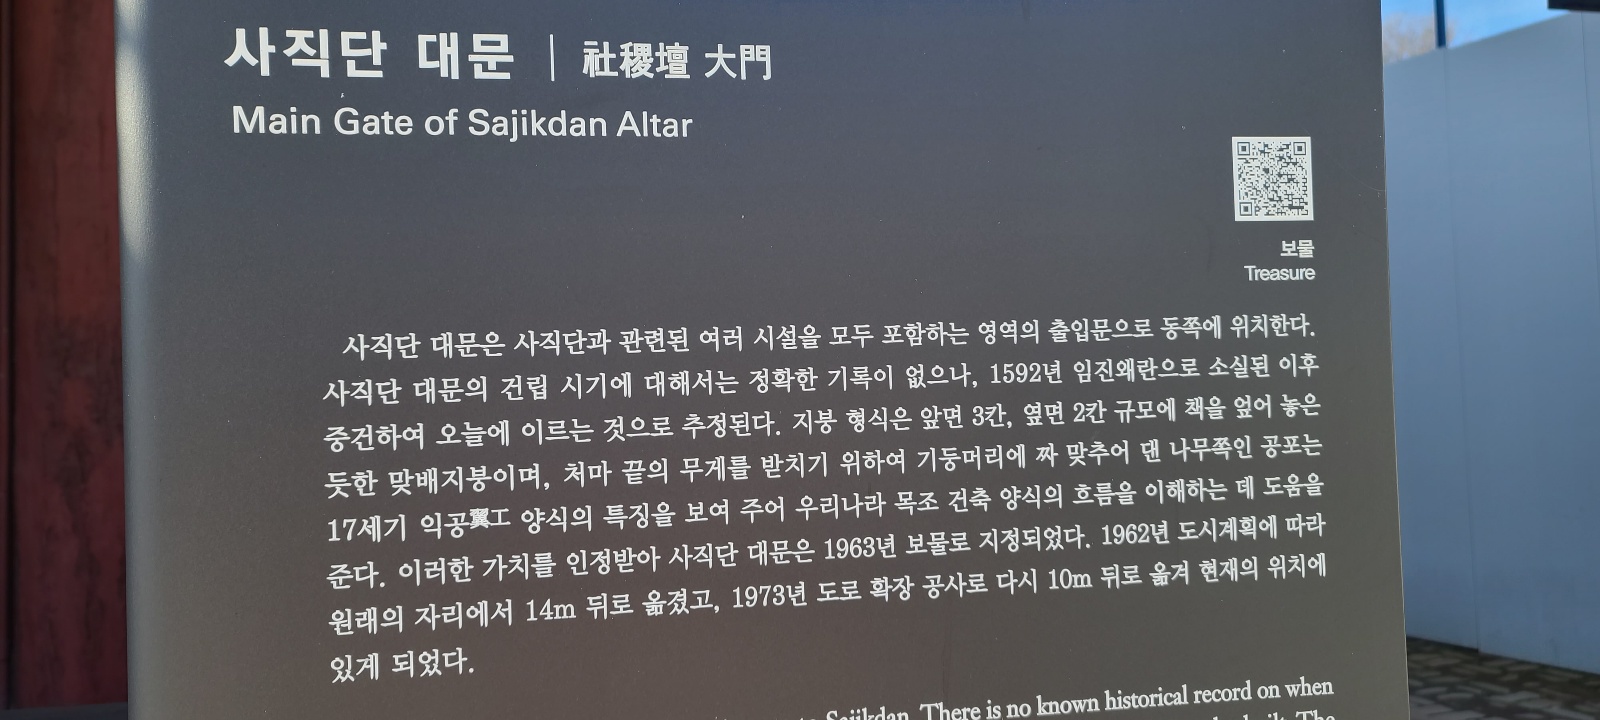 사직단 대문 | 社稷壇 大門
Main Gate of Sajikdan Altar
보물
Treasure
사직단 대문은 사직단과 관련된 여러 시설을 모두 포함하는 영역의 출입문으로 동쪽에 위치한다.
사직단 대문의 건립 시기에 대해서는 정확한 기록이 없으나, 1592년 임진왜란으로 소실된 이후
중건하여 오늘에 이르는 것으로 추정된다. 지붕 형식은 앞면 3칸, 옆면 2칸 규모에 책을 엎어 놓은
듯한 맞배지붕이며, 처마 끝의 무게를 받치기 위하여 기둥머리에 짜 맞추어 댄 나무쪽인 공포는
17세기 익공翼工 양식의 특징을 보여 주어 우리나라 목조 건축 양식의 흐름을 이해하는 데 도움을
준다. 이러한 가치를 인정받아 사직단 대문은 1963년 보물로 지정되었다. 1962년 도시계획에 따라
원래의 자리에서 14m 뒤로 옮겼고, 1973년 도로 확장 공사로 다시 10m 뒤로 옮겨 현재의 위치에
있게 되었다.
Sajikdan. There is no known historical record on when
The